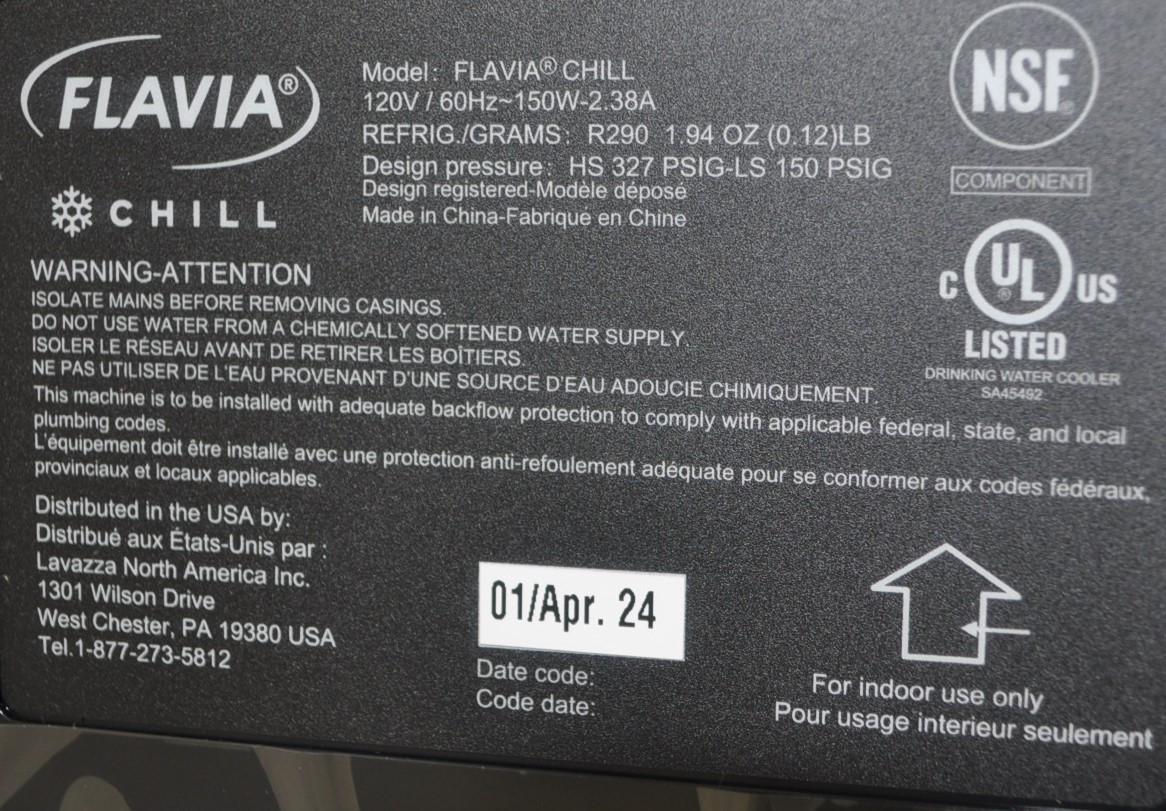 FLAVIA®
CHILL
Model: FLAVIA® CHILL
120V / 60Hz~150W-2.38A
REFRIG./GRAMS: R290 1.94 OZ (0.12)LB
Design pressure: HS 327 PSIG-LS 150 PSIG
Design registered-Modèle déposé
Made in China-Fabriqué en Chine
NSF®
COMPONENT
C UL® US
LISTED
DRINKING WATER COOLER
SA45492
WARNING-ATTENTION
ISOLATE MAINS BEFORE REMOVING CASINGS.
DO NOT USE WATER FROM A CHEMICALLY SOFTENED WATER SUPPLY.
ISOLER LE RÉSEAU AVANT DE RETIRER LES BOÎTIERS.
NE PAS UTILISER DE L'EAU PROVENANT D'UNE SOURCE D'EAU ADOUCIE CHIMIQUEMENT.
This machine is to be installed with adequate backflow protection to comply with applicable federal, state, and local
plumbing codes.
L'équipement doit être installé avec une protection anti-refoulement adéquate pour se conformer aux codes fédéraux,
provinciaux et locaux applicables.
Distributed in the USA by:
Distribué aux États-Unis par :
Lavazza North America Inc.
1301 Wilson Drive
West Chester, PA 19380 USA
Tel.1-877-273-5812
01/Apr. 24
Date code:
Code date:
For indoor use only
Pour usage interieur seulement